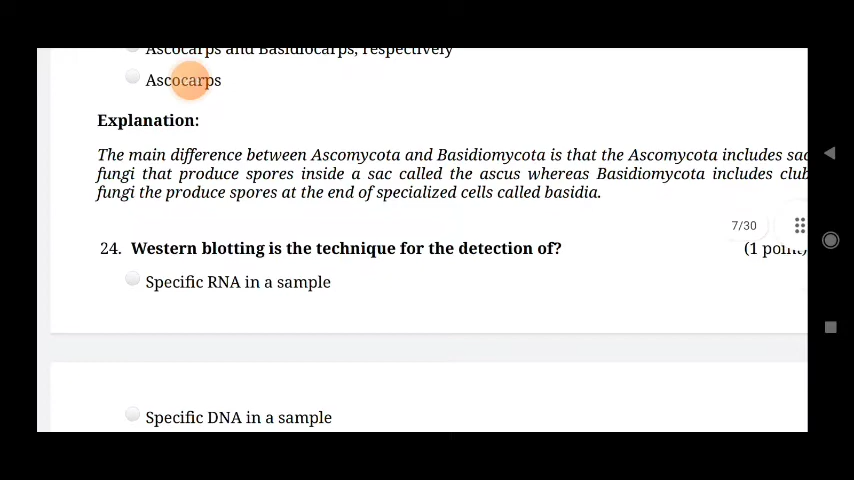 Ascocarps and Basidiocarps, respectively
Ascocarps
Explanation:
The main difference between Ascomycota and Basidiomycota is that the Ascomycota includes sac
fungi that produce spores inside a sac called the ascus whereas Basidiomycota includes club
fungi the produce spores at the end of specialized cells called basidia.
7/30
24. Western blotting is the technique for the detection of? (1 point)
Specific RNA in a sample
Specific DNA in a sample